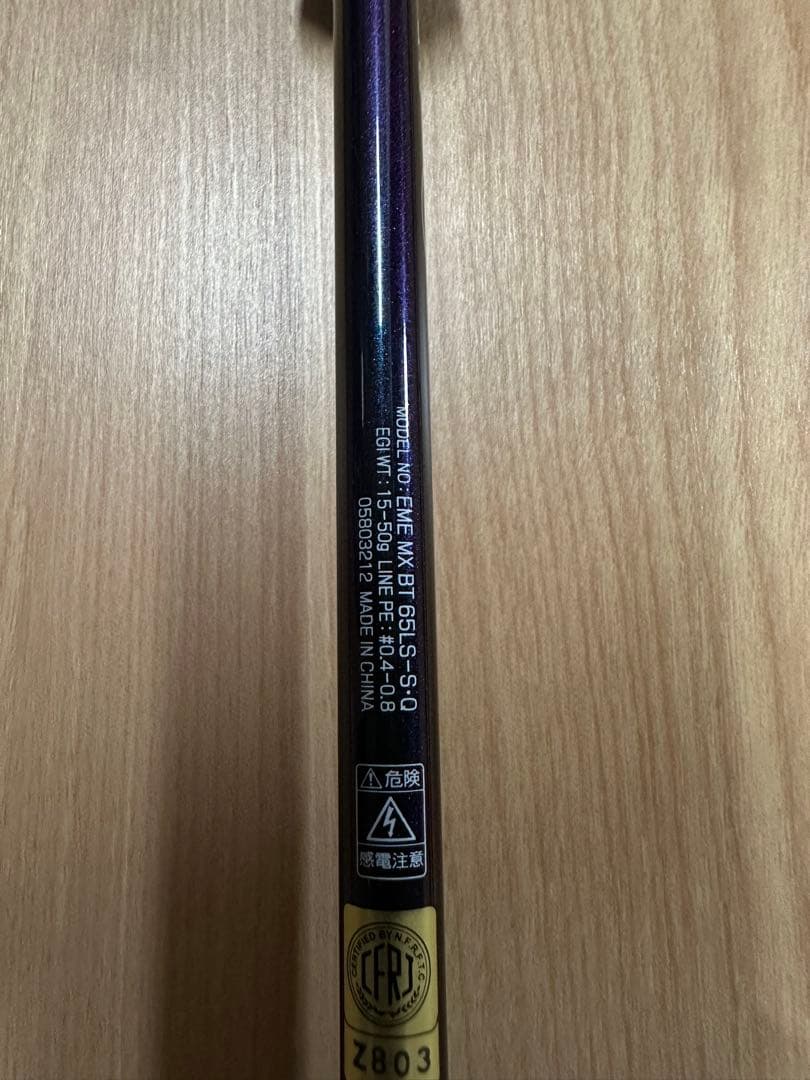 MODEL NO : EME MX BT 65LS-S・Q
EGI WT : 15-50g LINE PE : #0.4-0.8
05803212 MADE IN CHINA
⚠危険
感電注意
CERTIFIED BY N.F.R.F.T.C
CFRJ
Z803